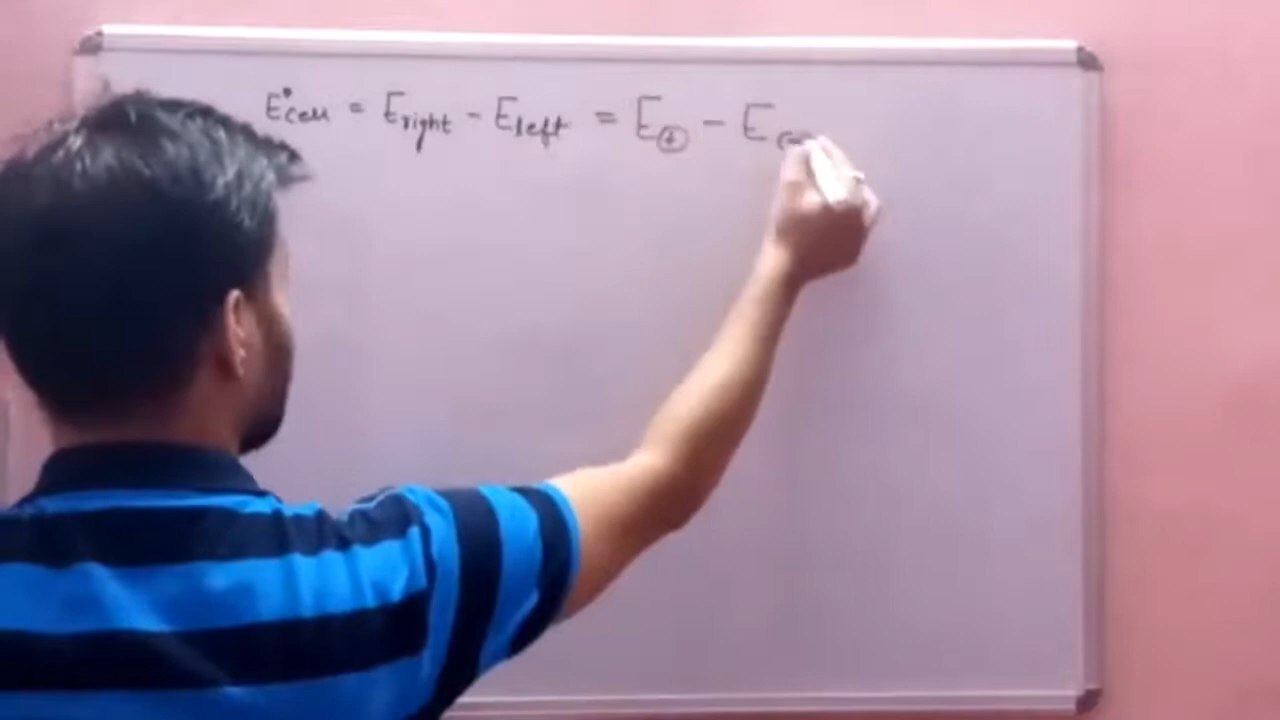 E°cell = Eright - Eleft = E⊕ - E⊖